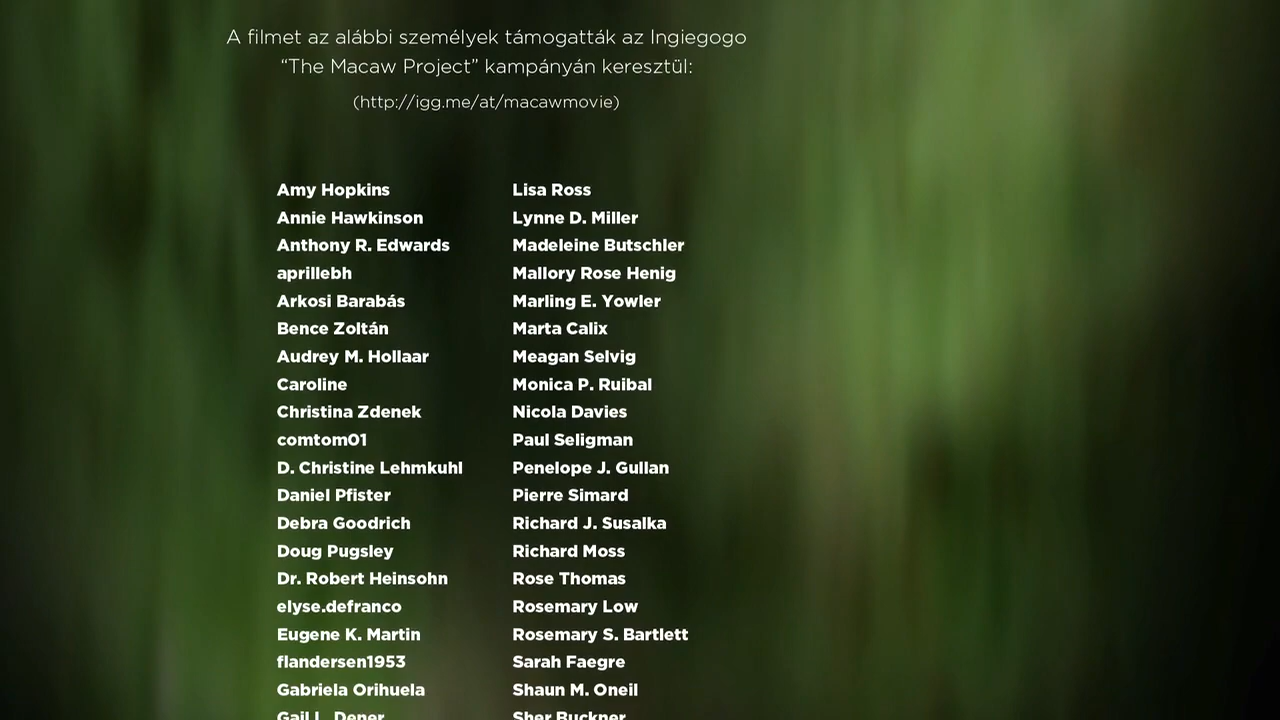 A filmet az alábbi személyek támogatták az Ingiegogo
“The Macaw Project” kampányán keresztül:
(http://igg.me/at/macawmovie)
Amy Hopkins
Annie Hawkinson
Anthony R. Edwards
aprillebh
Arkosi Barabás
Bence Zoltán
Audrey M. Hollaar
Caroline
Christina Zdenek
comtom01
D. Christine Lehmkuhl
Daniel Pfister
Debra Goodrich
Doug Pugsley
Dr. Robert Heinsohn
elyse.defranco
Eugene K. Martin
flandersen1953
Gabriela Orihuela
Gail L. Dener
Lisa Ross
Lynne D. Miller
Madeleine Butschler
Mallory Rose Henig
Marling E. Yowler
Marta Calix
Meagan Selvig
Monica P. Ruibal
Nicola Davies
Paul Seligman
Penelope J. Gullan
Pierre Simard
Richard J. Susalka
Richard Moss
Rose Thomas
Rosemary Low
Rosemary S. Bartlett
Sarah Faegre
Shaun M. Oneil
Sher Buckner